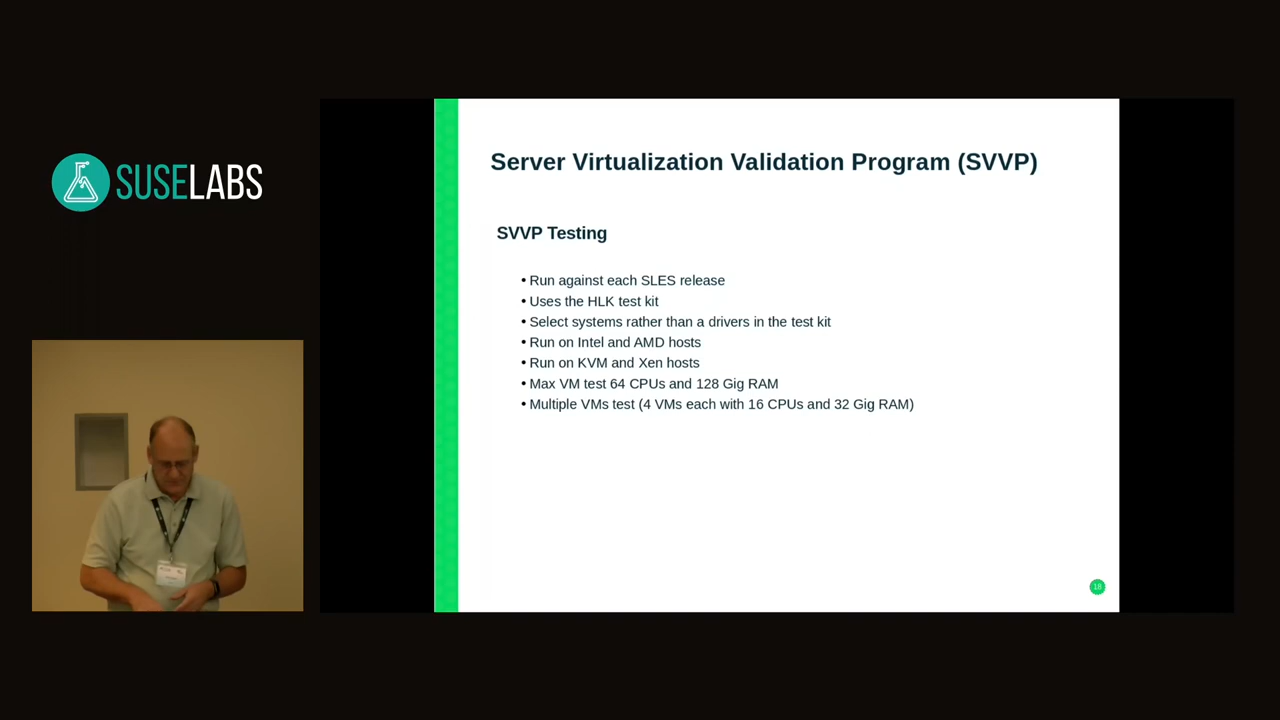 SUSELABS
Server Virtualization Validation Program (SVVP)
SVVP Testing
• Run against each SLES release
• Uses the HLK test kit
• Select systems rather than a drivers in the test kit
• Run on Intel and AMD hosts
• Run on KVM and Xen hosts
• Max VM test 64 CPUs and 128 Gig RAM
• Multiple VMs test (4 VMs each with 16 CPUs and 32 Gig RAM)
18